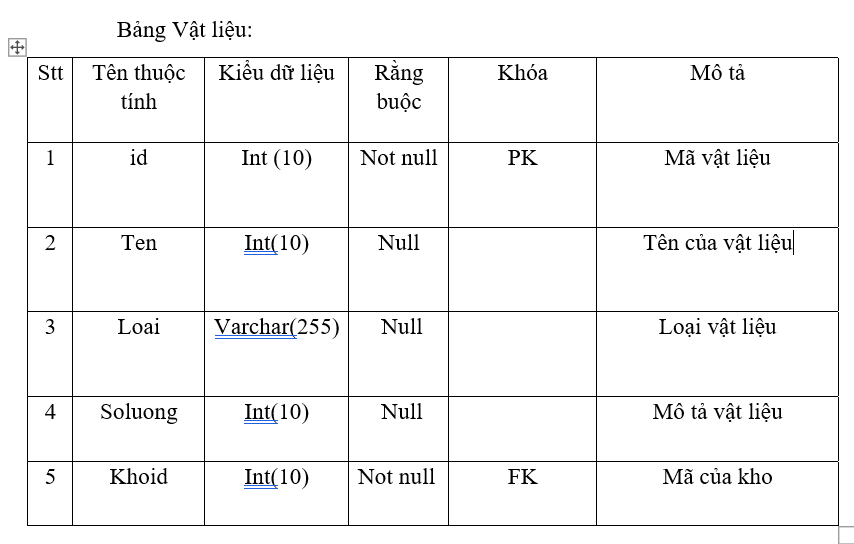 Bảng Vật liệu:
Stt Tên thuộc tính Kiểu dữ liệu Rằng buộc Khóa Mô tả
1 id Int (10) Not null PK Mã vật liệu
2 Ten Int(10) Null Tên của vật liệu
3 Loai Varchar(255) Null Loại vật liệu
4 Soluong Int(10) Null Mô tả vật liệu
5 Khoid Int(10) Not null FK Mã của kho